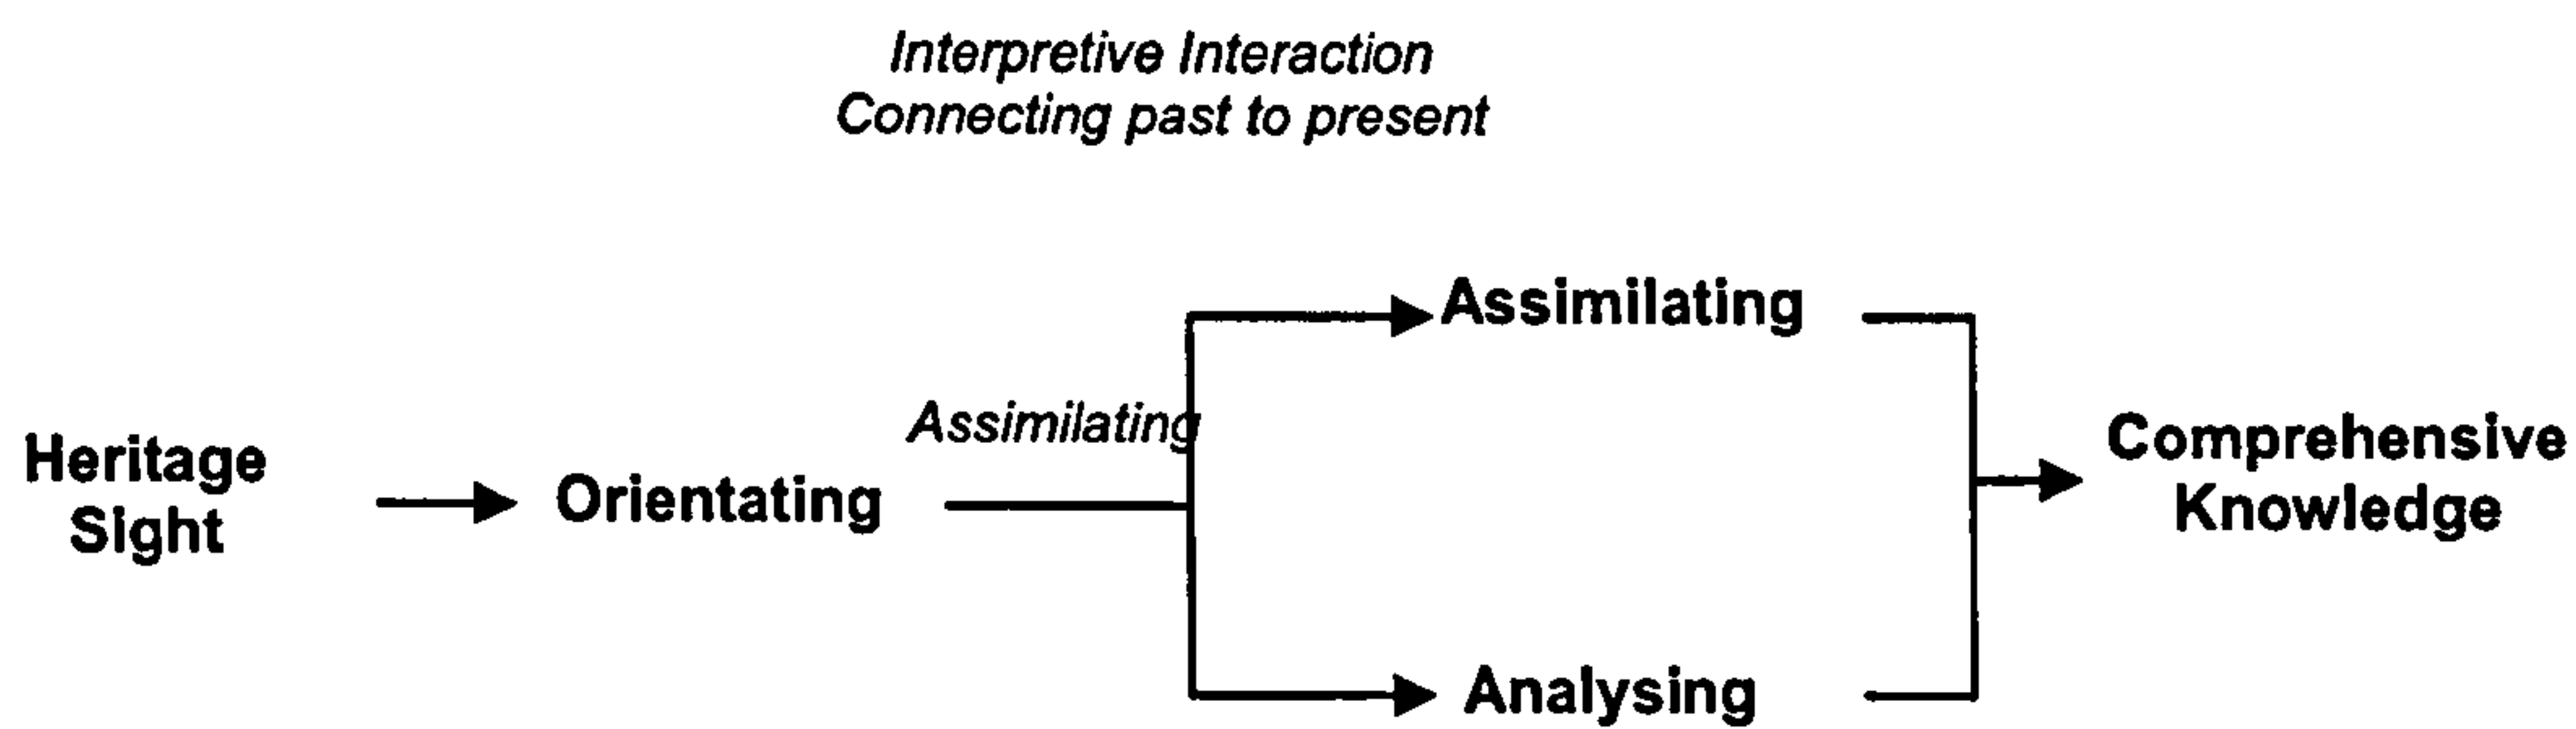 Interpretive Interaction
Connecting past to present
Assimilating
Assimilating
Heritage
Sight
Orientating
Comprehensive
Knowledge
Analysing